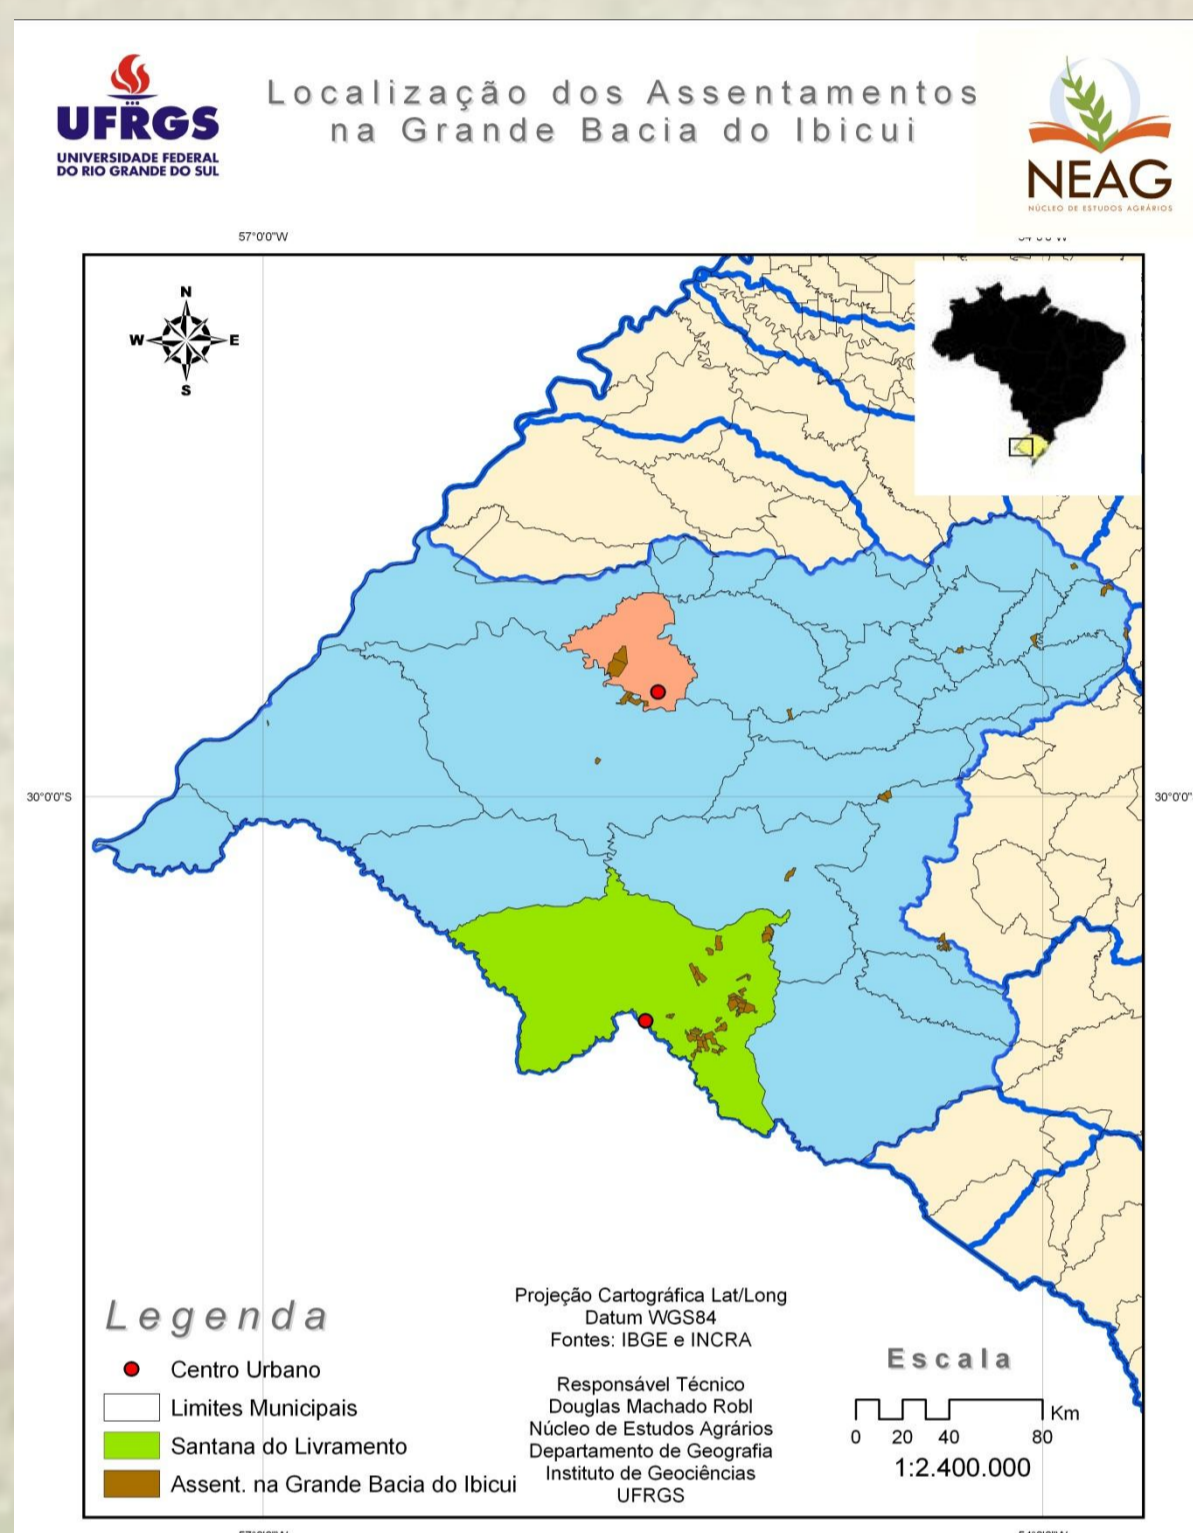 UFRGS
UNIVERSIDADE FEDERAL
DO RIO GRANDE DO SUL
Localização dos Assentamentos
na Grande Bacia do Ibicui
NEAG
NÚCLEO DE ESTUDOS AGRÁRIOS
57°0'0"W
54°0'0"W
N
W
E
S
30°0'0"S
30°0'0"
Legenda
Centro Urbano
Limites Municipais
Santana do Livramento
Assent. na Grande Bacia do Ibicui
Projeção Cartográfica Lat/Long
Datum WGS84
Fontes: IBGE e INCRA
Responsável Técnico
Douglas Machado Robl
Núcleo de Estudos Agrários
Departamento de Geografia
Instituto de Geociências
UFRGS
Escala
Km
0 20 40 80
1:2.400.000